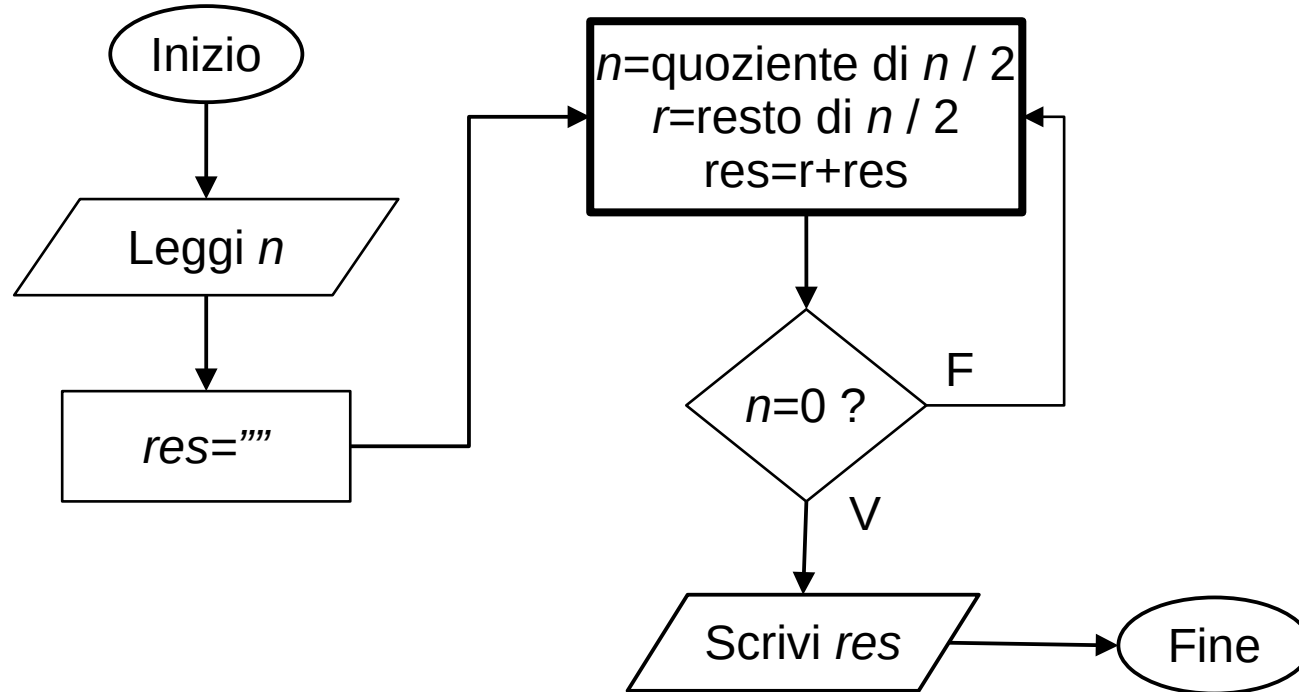 Inizio
Leggi n
res=””
n=quoziente di n / 2
r=resto di n / 2
res=r+res
n=0 ?
F
V
Scrivi res
Fine